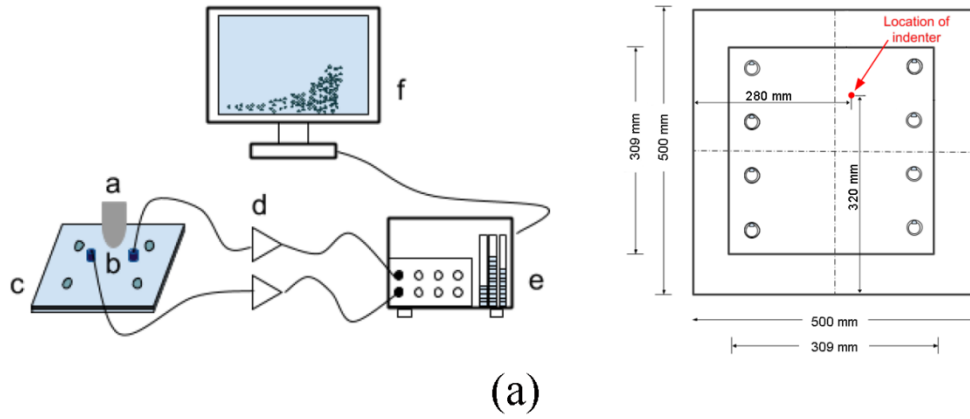 a
b
c
d
e
f
Location of
indenter
280 mm
309 mm
500 mm
320 mm
500 mm
309 mm
(a)